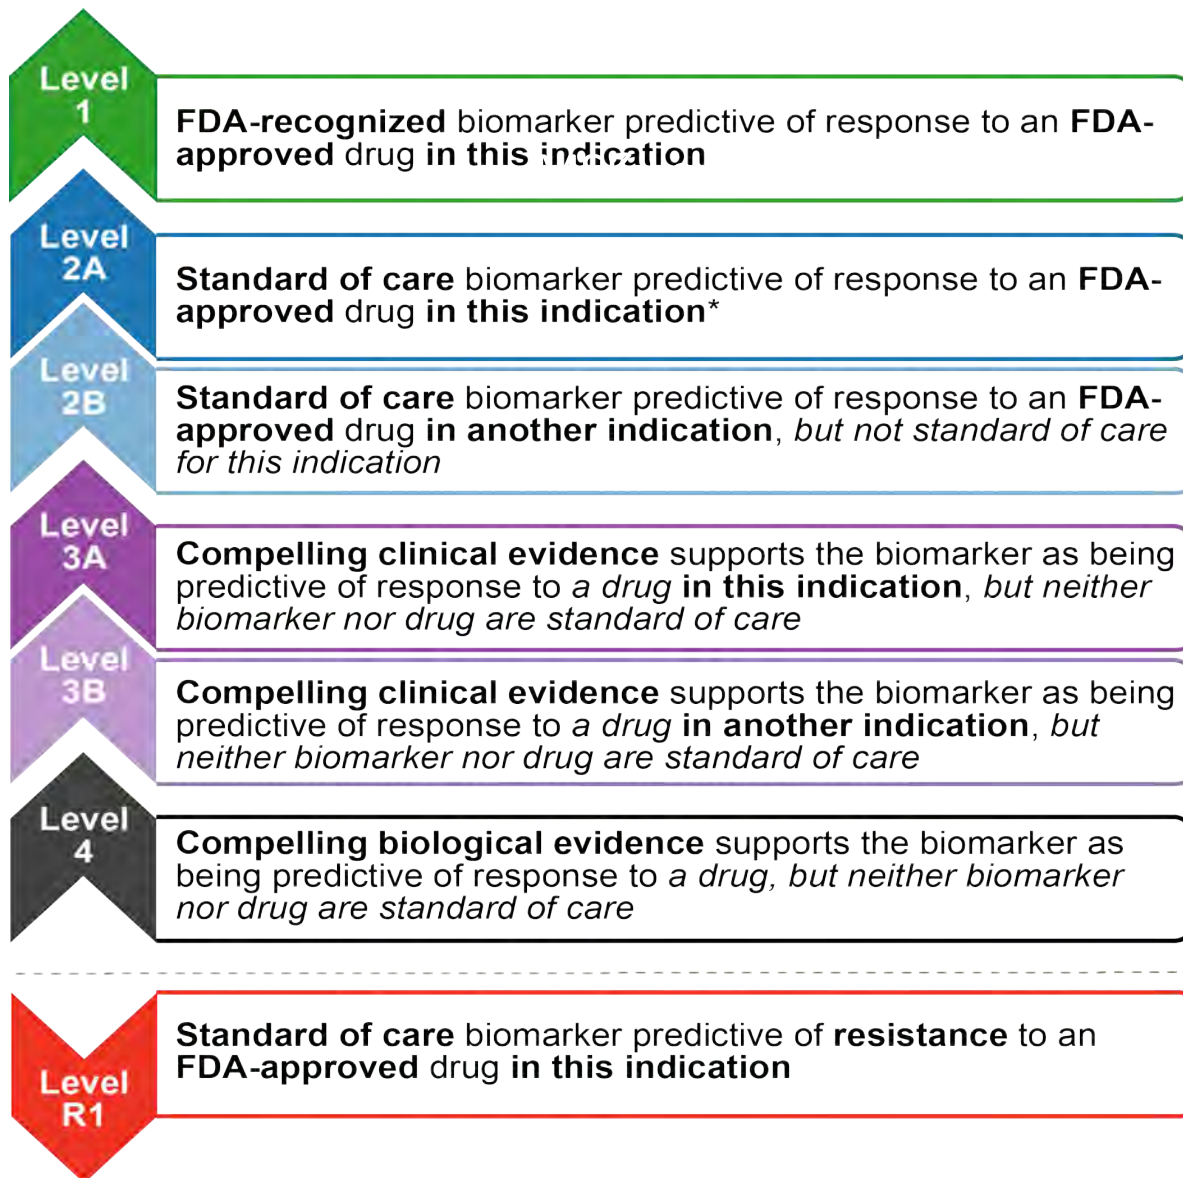 Level
1
FDA-recognized biomarker predictive of response to an FDA-
approved drug in this indication
Level
2A
Standard of care biomarker predictive of response to an FDA-
approved drug in this indication*
Level
2B
Standard of care biomarker predictive of response to an FDA-
approved drug in another indication, but not standard of care
for this indication
Level
3A
Compelling clinical evidence supports the biomarker as being
predictive of response to a drug in this indication, but neither
biomarker nor drug are standard of care
Level
3B
Compelling clinical evidence supports the biomarker as being
predictive of response to a drug in another indication, but
neither biomarker nor drug are standard of care
Level
4
Compelling biological evidence supports the biomarker as
being predictive of response to a drug, but neither biomarker
nor drug are standard of care
Level
R1
Standard of care biomarker predictive of resistance to an
FDA-approved drug in this indication